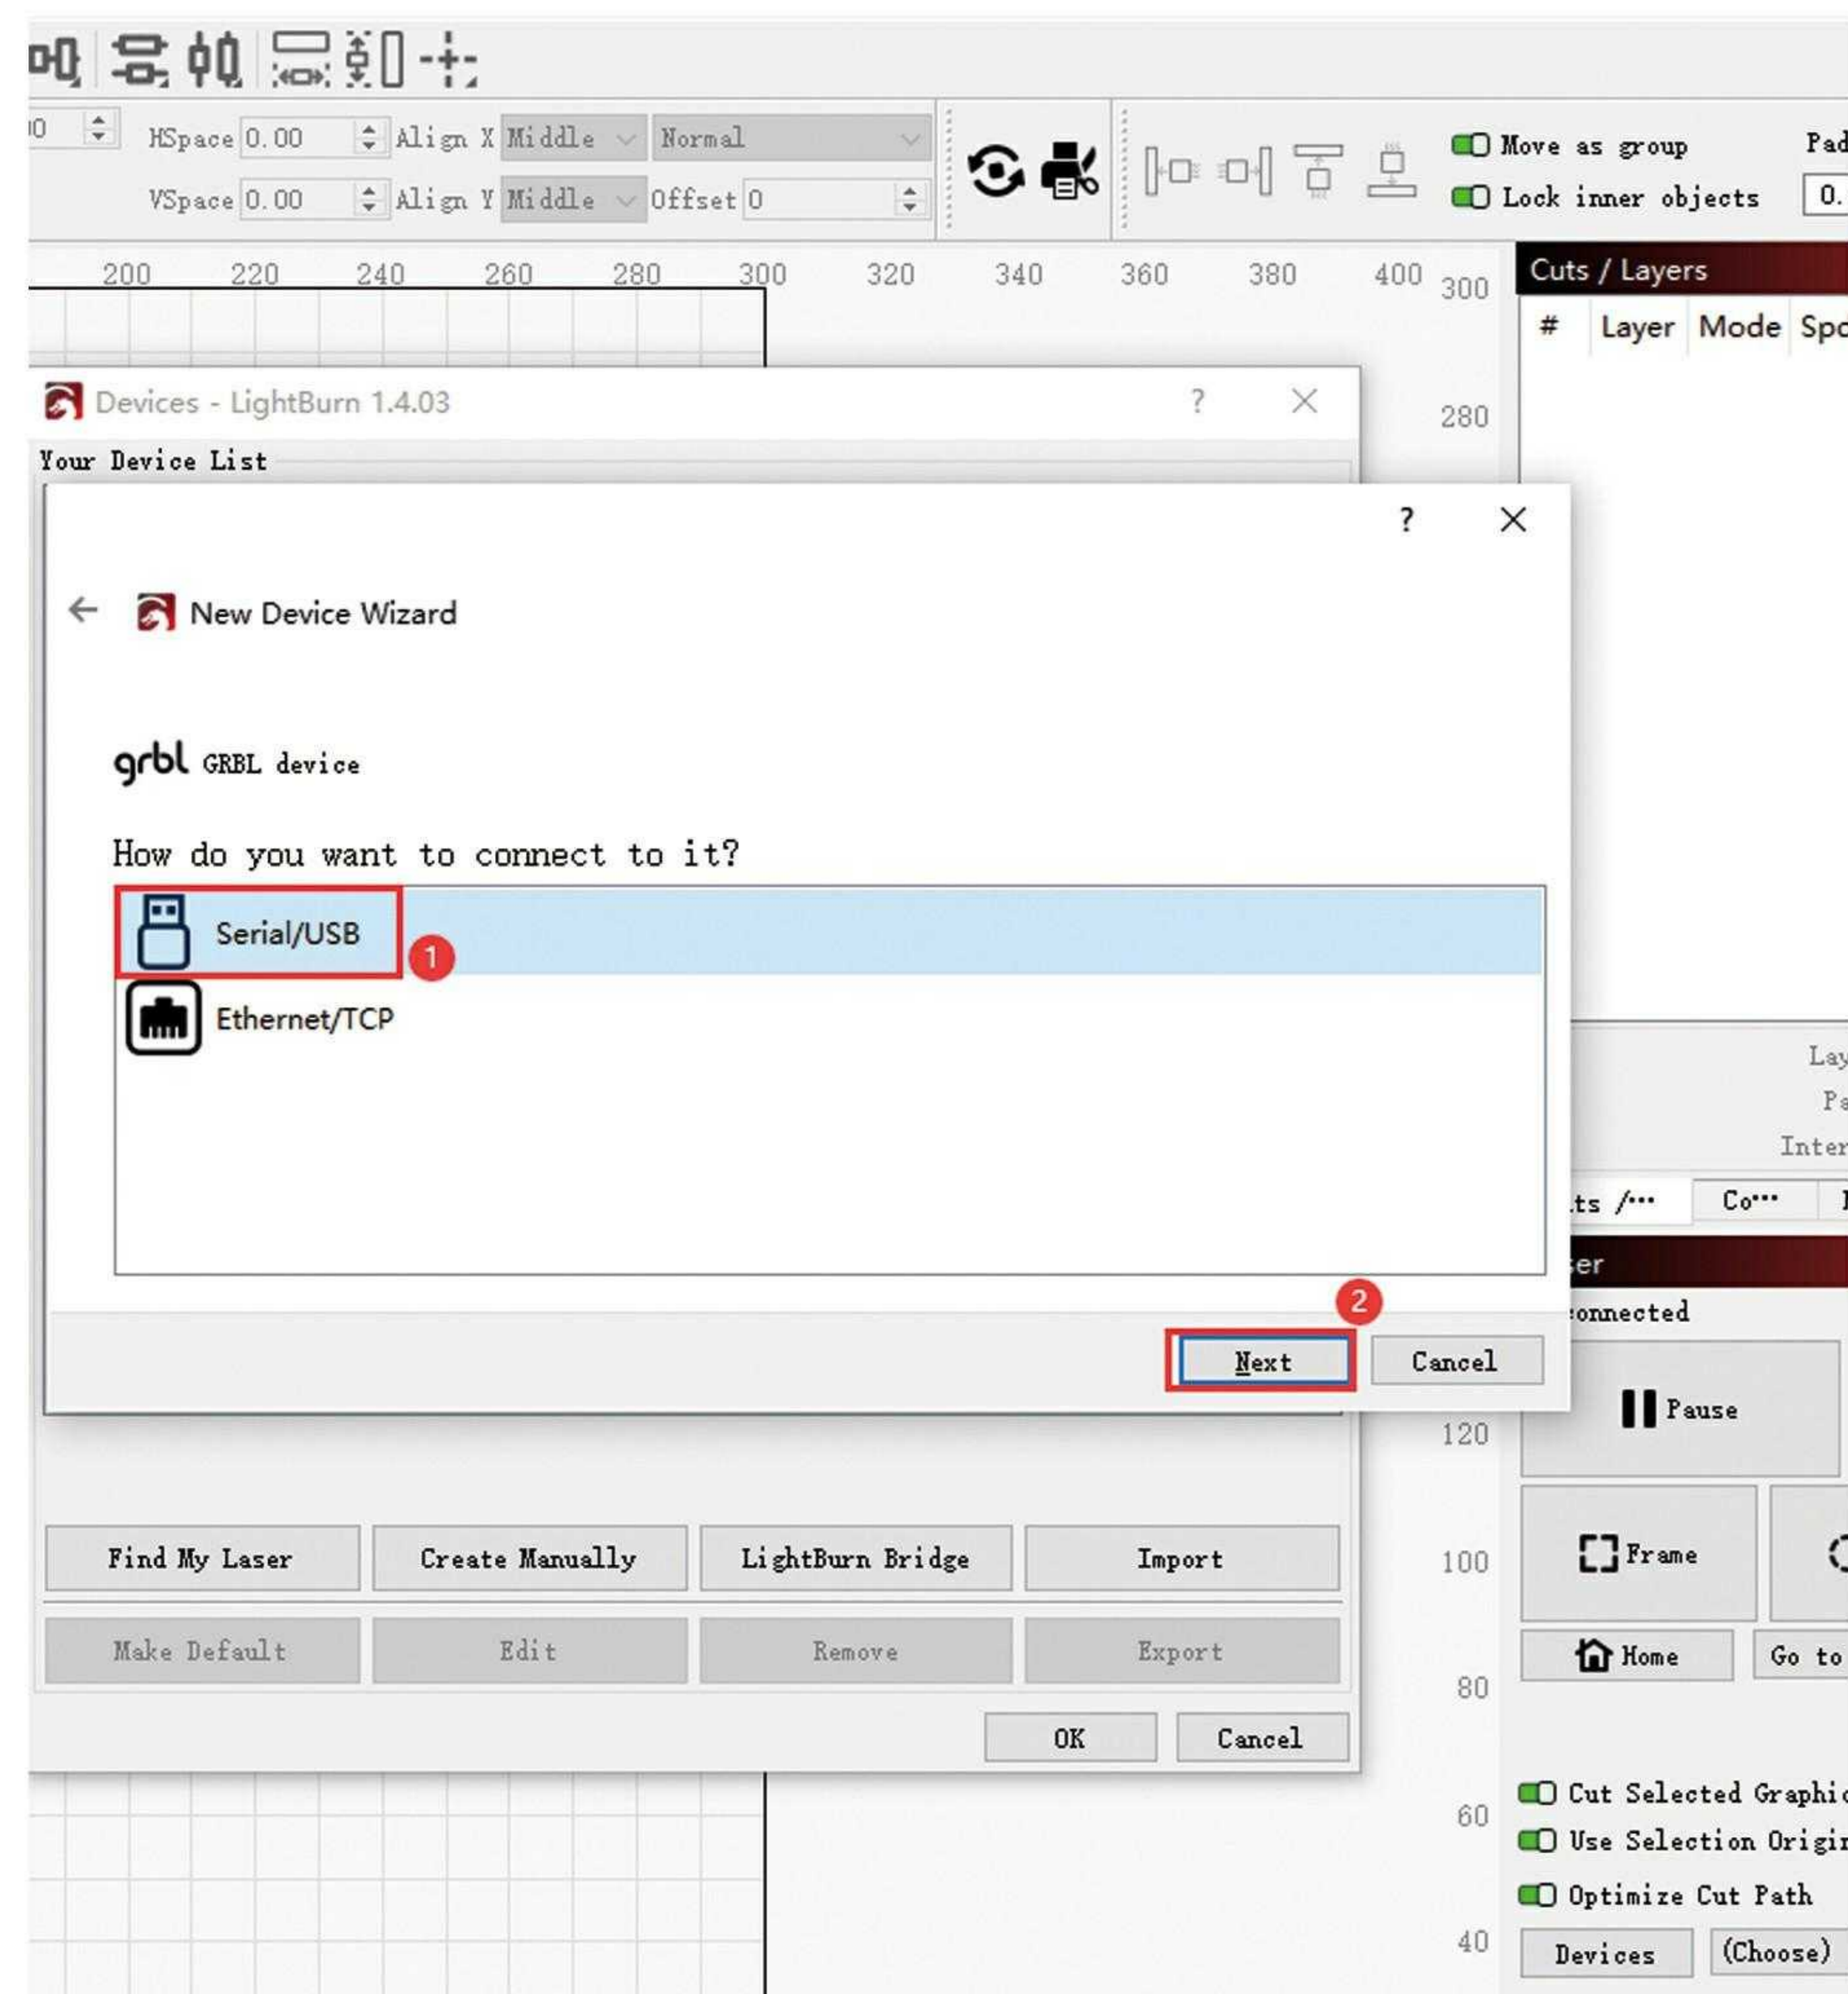 HSpace 0.00 Align X Middle Normal
VSpace 0.00 Align Y Middle Offset 0
Move as group
Lock inner objects
0.
200 220 240 260 280 300 320 340 360 380 400
300
Cuts / Layers
# Layer Mode
Devices - LightBurn 1.4.03 ?
280
Your Device List
?
New Device Wizard
grbl GRBL device
How do you want to connect to it?
Serial/USB
1
Ethernet/TCP
2
Next Cancel
Pause
120
Find My Laser Create Manually LightBurn Bridge Import
100
Frame
Make Default Edit Remove Export
Home Go to
80
OK Cancel
60
Cut Selected
Use Selection
Optimize Cut Path
40
Devices (Choose)